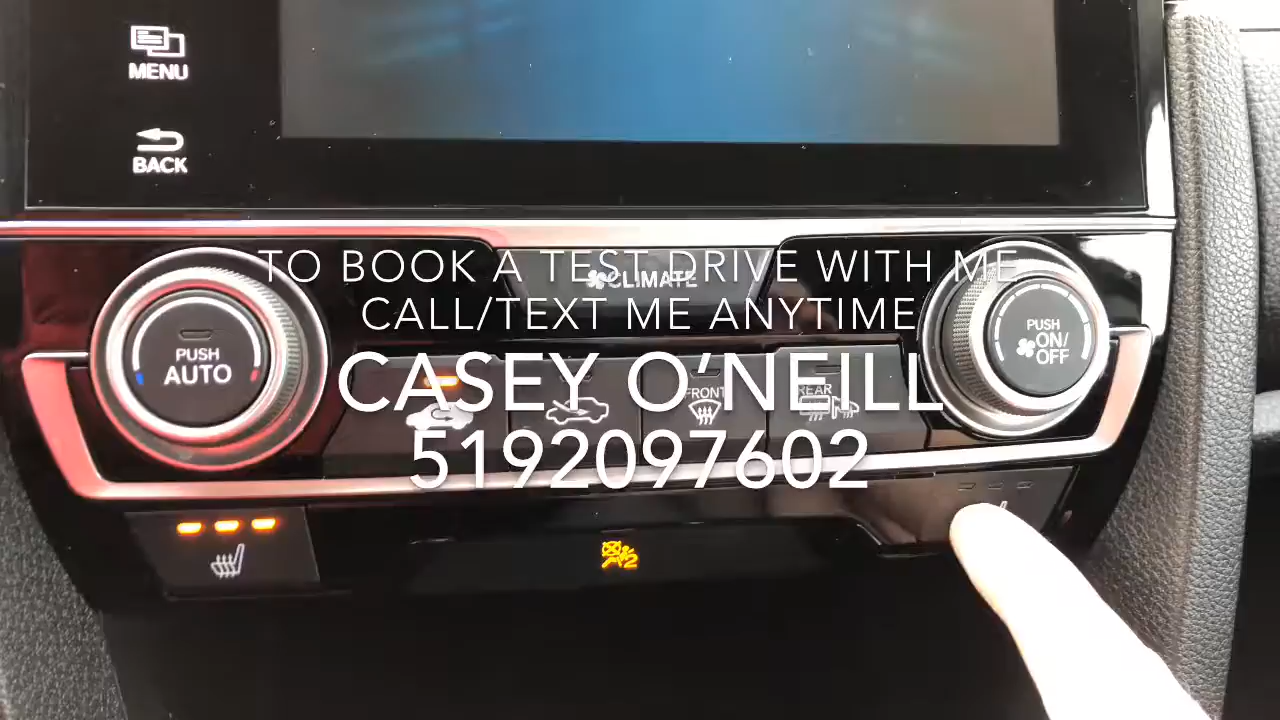 MENU
BACK
TO BOOK A TEST DRIVE WITH ME
CLIMATE
CALL/TEXT ME ANYTIME
PUSH
AUTO
PUSH
ON/
OFF
CASEY O'NEILL
FRONT
REAR
5192097602
2